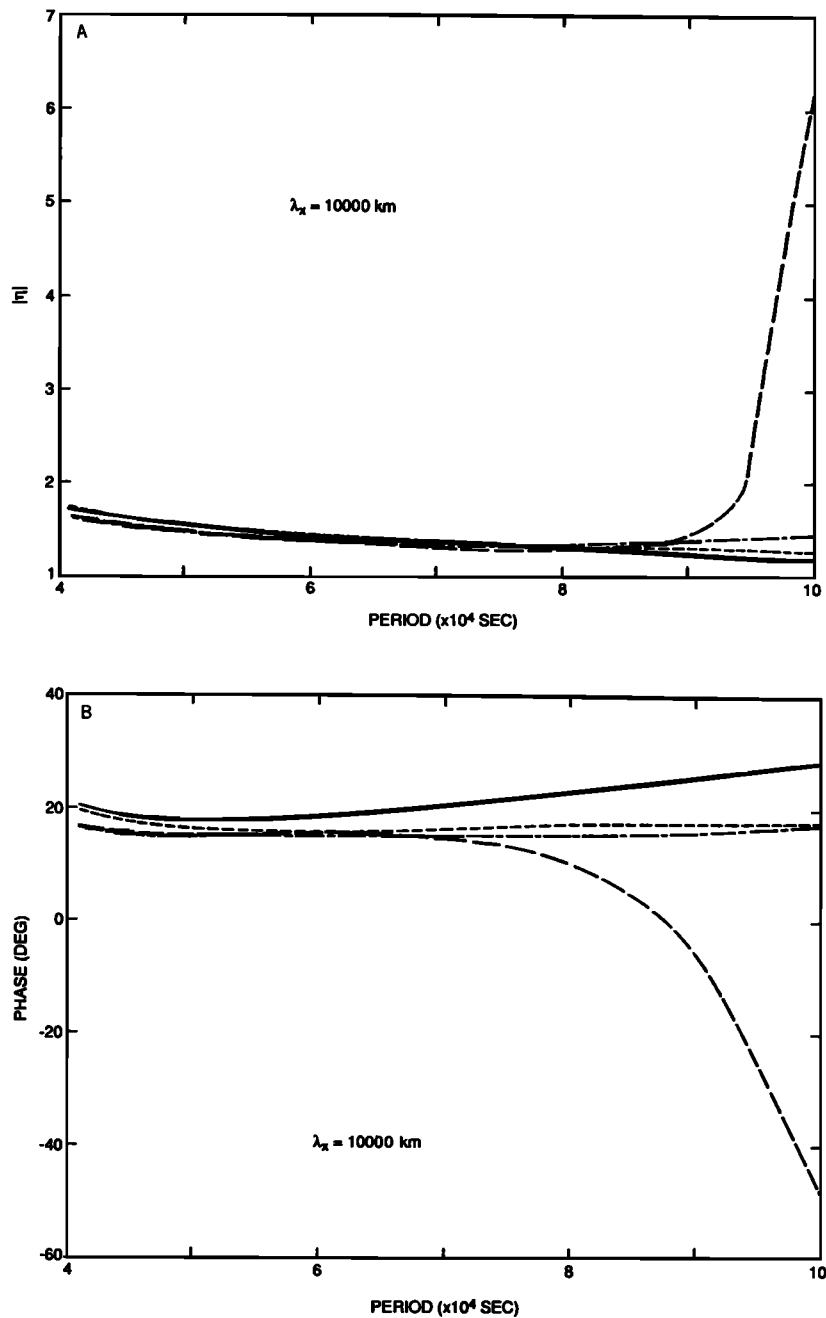 A
7
6
5
4
3
2
1
|η|
λx = 10000 km
4 6 8 10
PERIOD (x10⁴ SEC)
B
40
20
0
-20
-40
-60
PHASE (DEG)
λx = 10000 km
4 6 8 10
PERIOD (x10⁴ SEC)